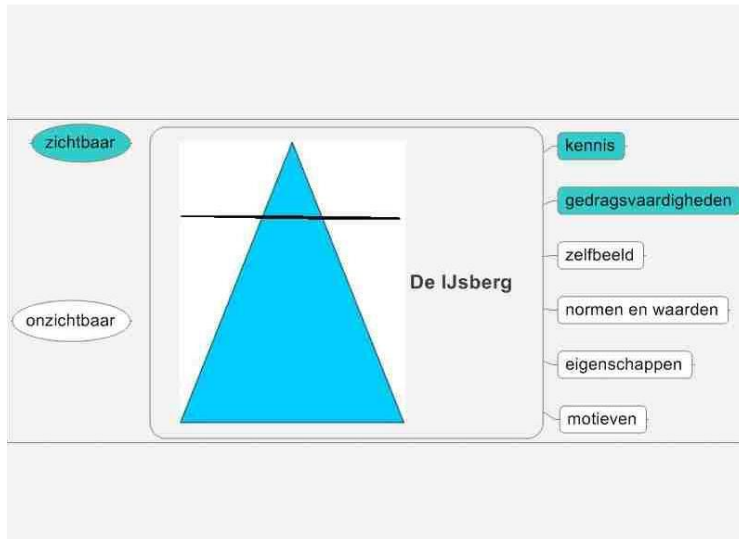 zichtbaar
onzichtbaar
De IJsberg
kennis
gedragsvaardigheden
zelfbeeld
normen en waarden
eigenschappen
motieven